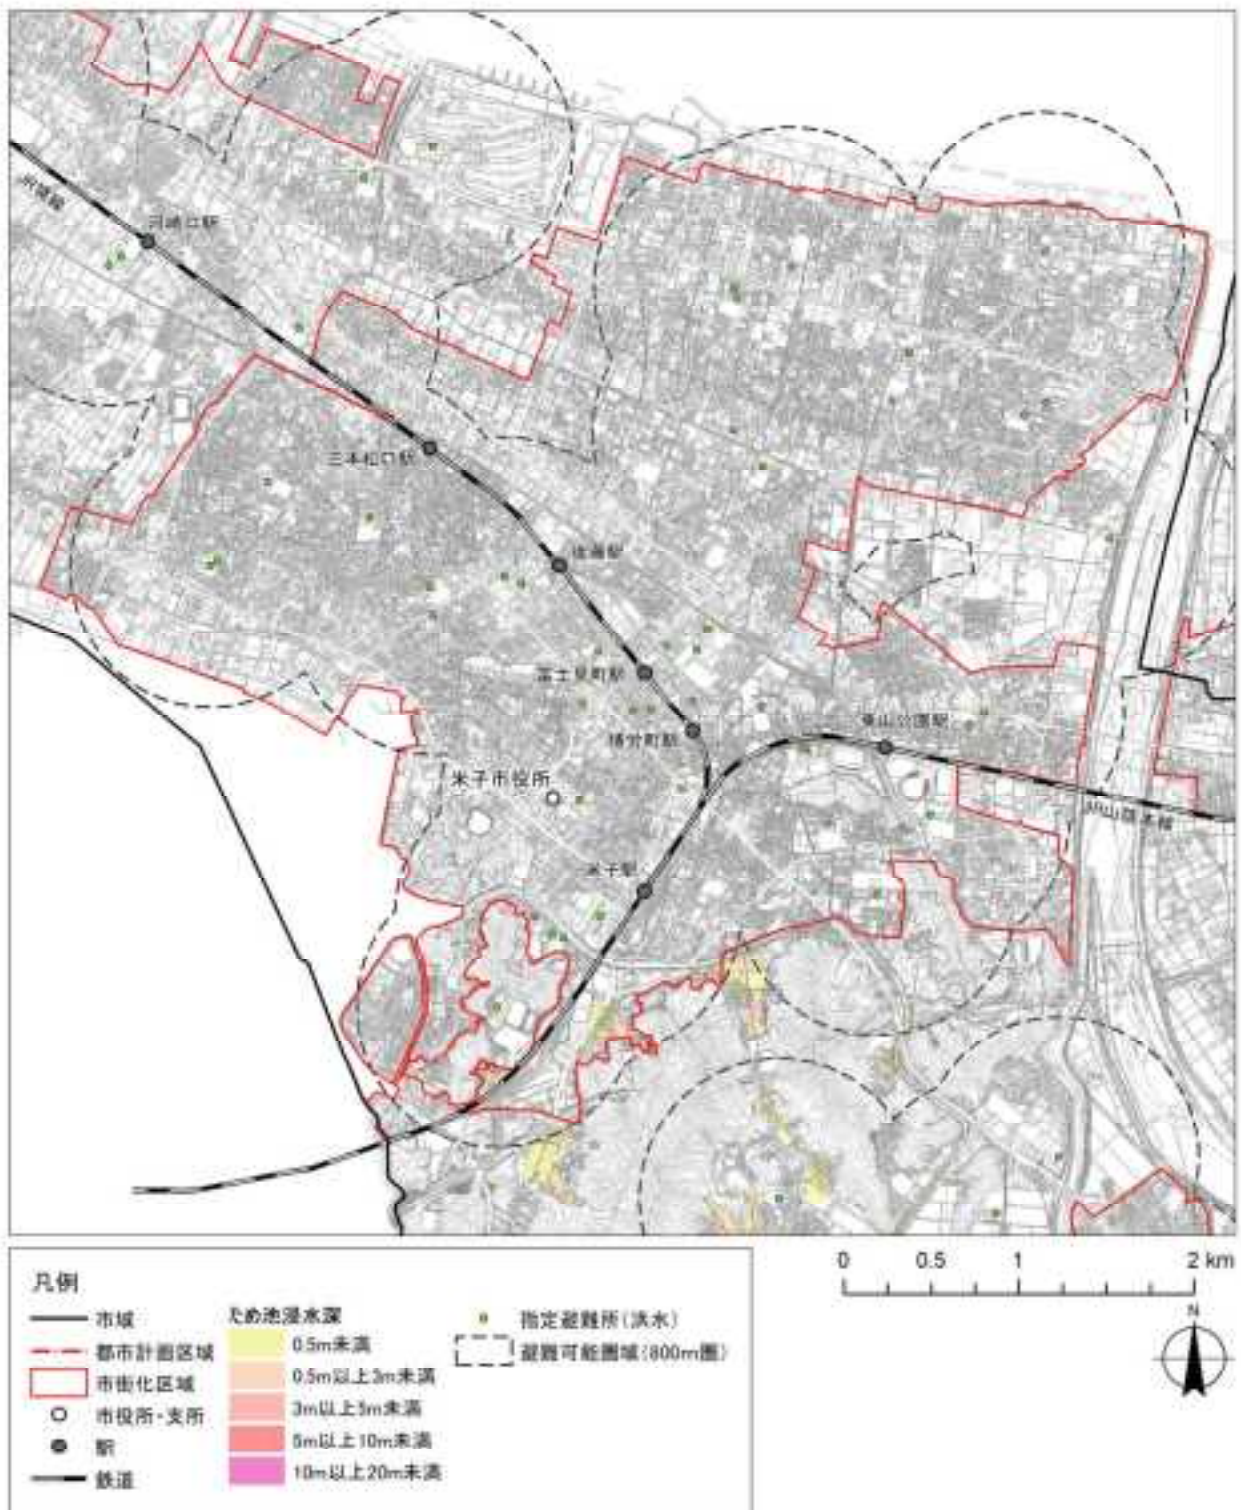 JR境線
河崎口駅
三本松口駅
後藤駅
富士見町駅
博労町駅
東山公園駅
米子市役所
JR山陰本線
米子駅
凡例
市域
都市計画区域
市街化区域
市役所・支所
駅
鉄道
ため池浸水深
0.5m未満
0.5m以上3m未満
3m以上5m未満
5m以上10m未満
10m以上20m未満
指定避難所(洪水)
避難可能圏域(800m圏)
0 0.5 1 2 km
N